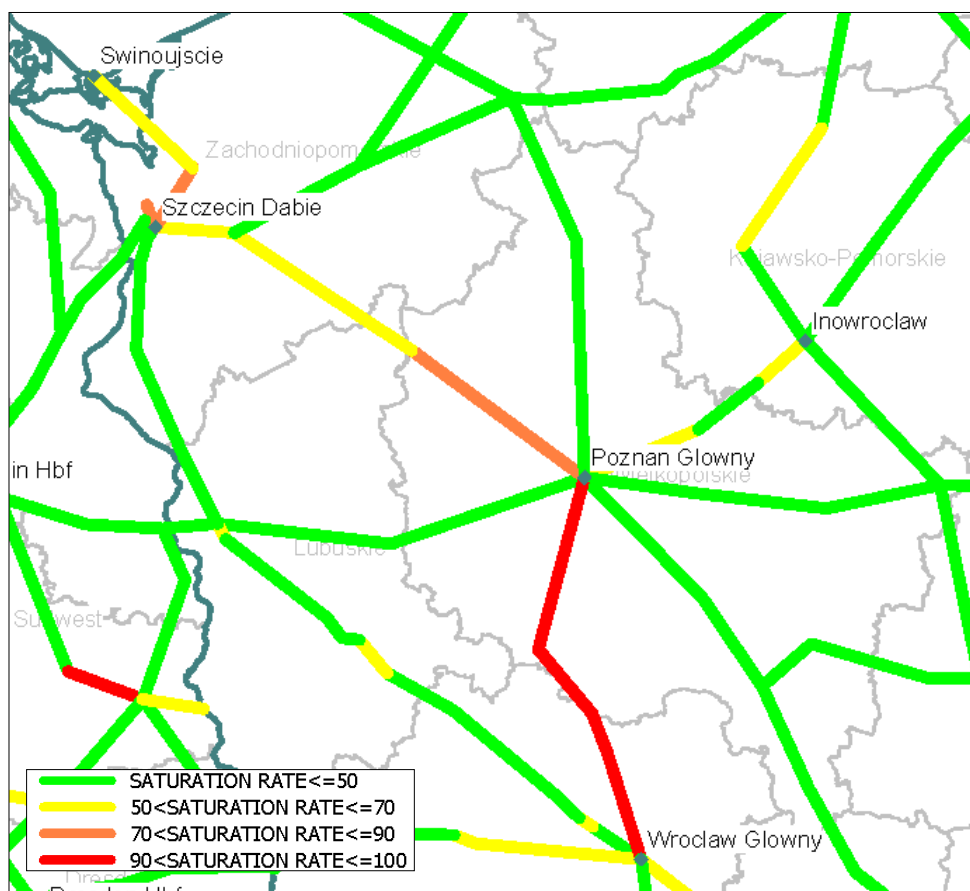 Swinoujscie
Szczecin Dabie
Inowroclaw
Poznan Glowny
in Hbf
Lubuskie
Wroclaw Glowny
SATURATION RATE<=50
50<SATURATION RATE<=70
70<SATURATION RATE<=90
90<SATURATION RATE<=100